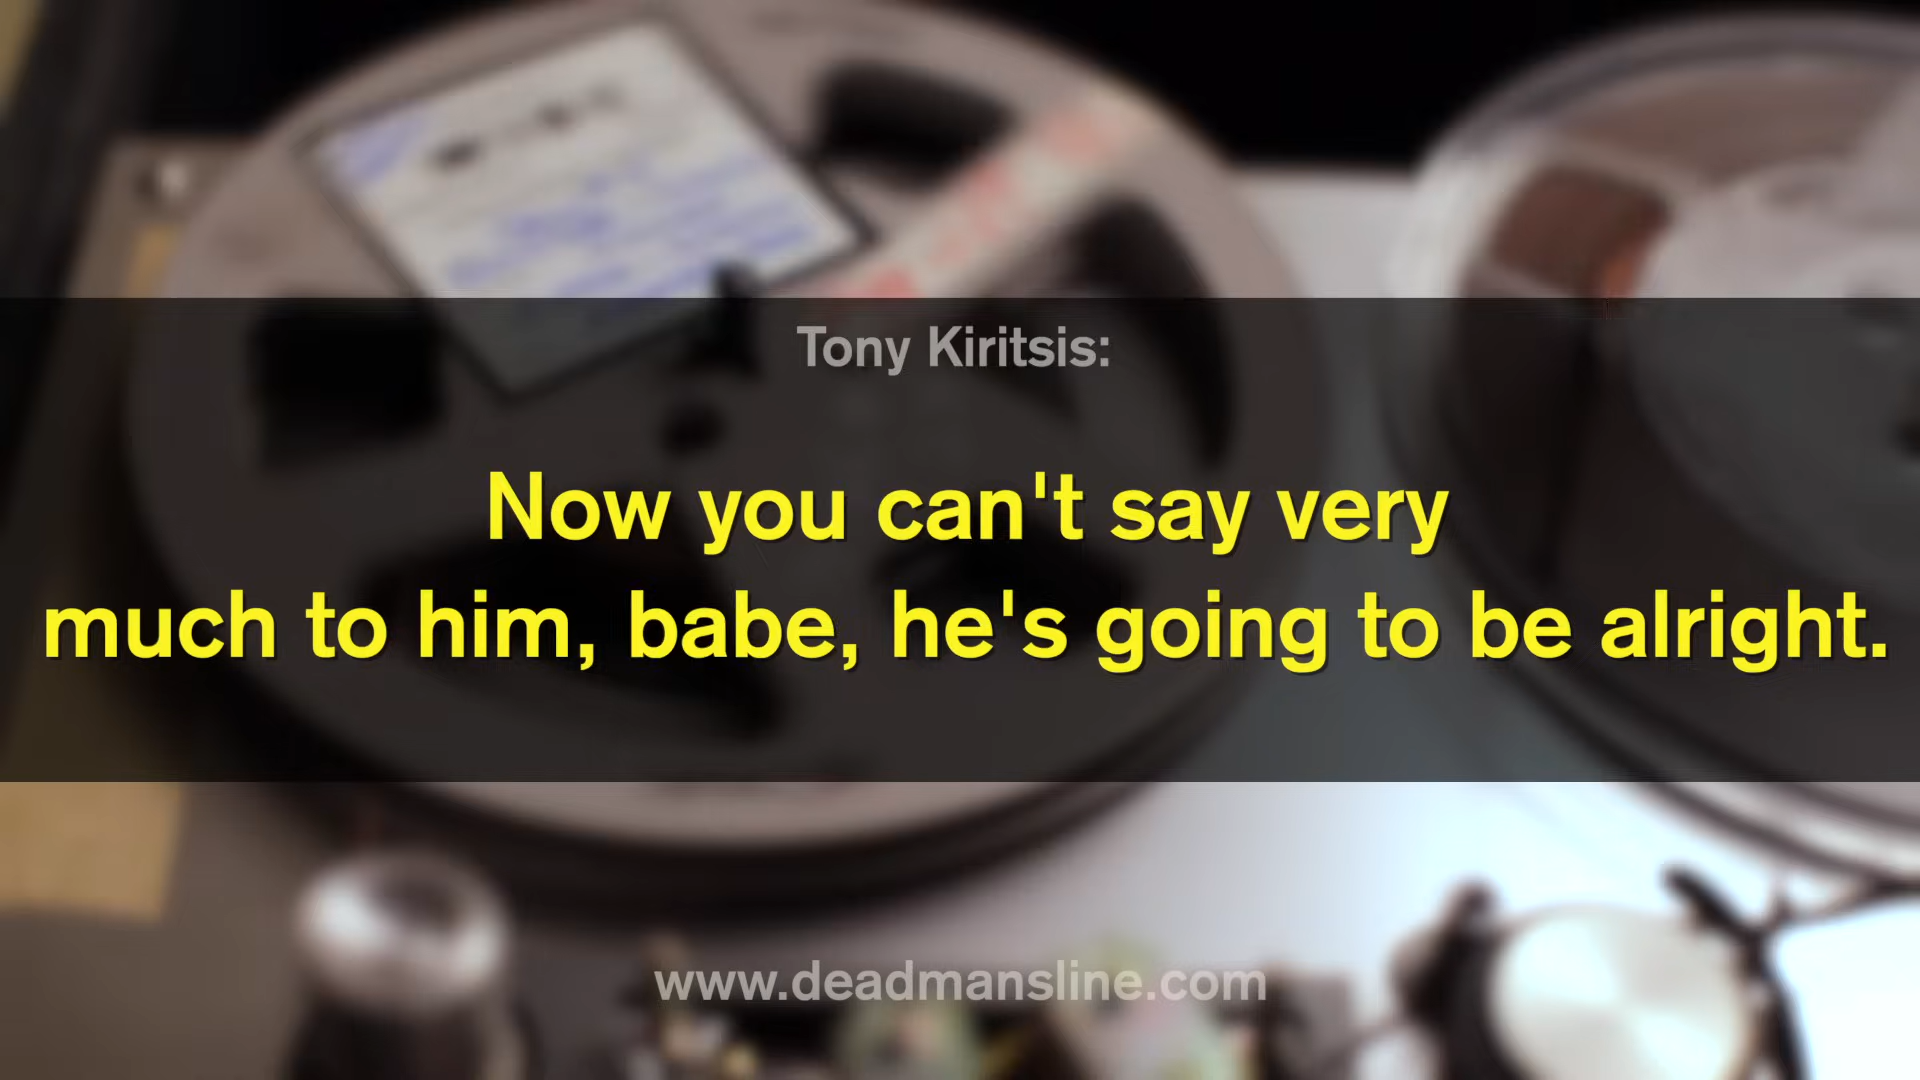 Tony Kiritsis:
Now you can't say very
much to him, babe, he's going to be alright.
www.deadmansline.com